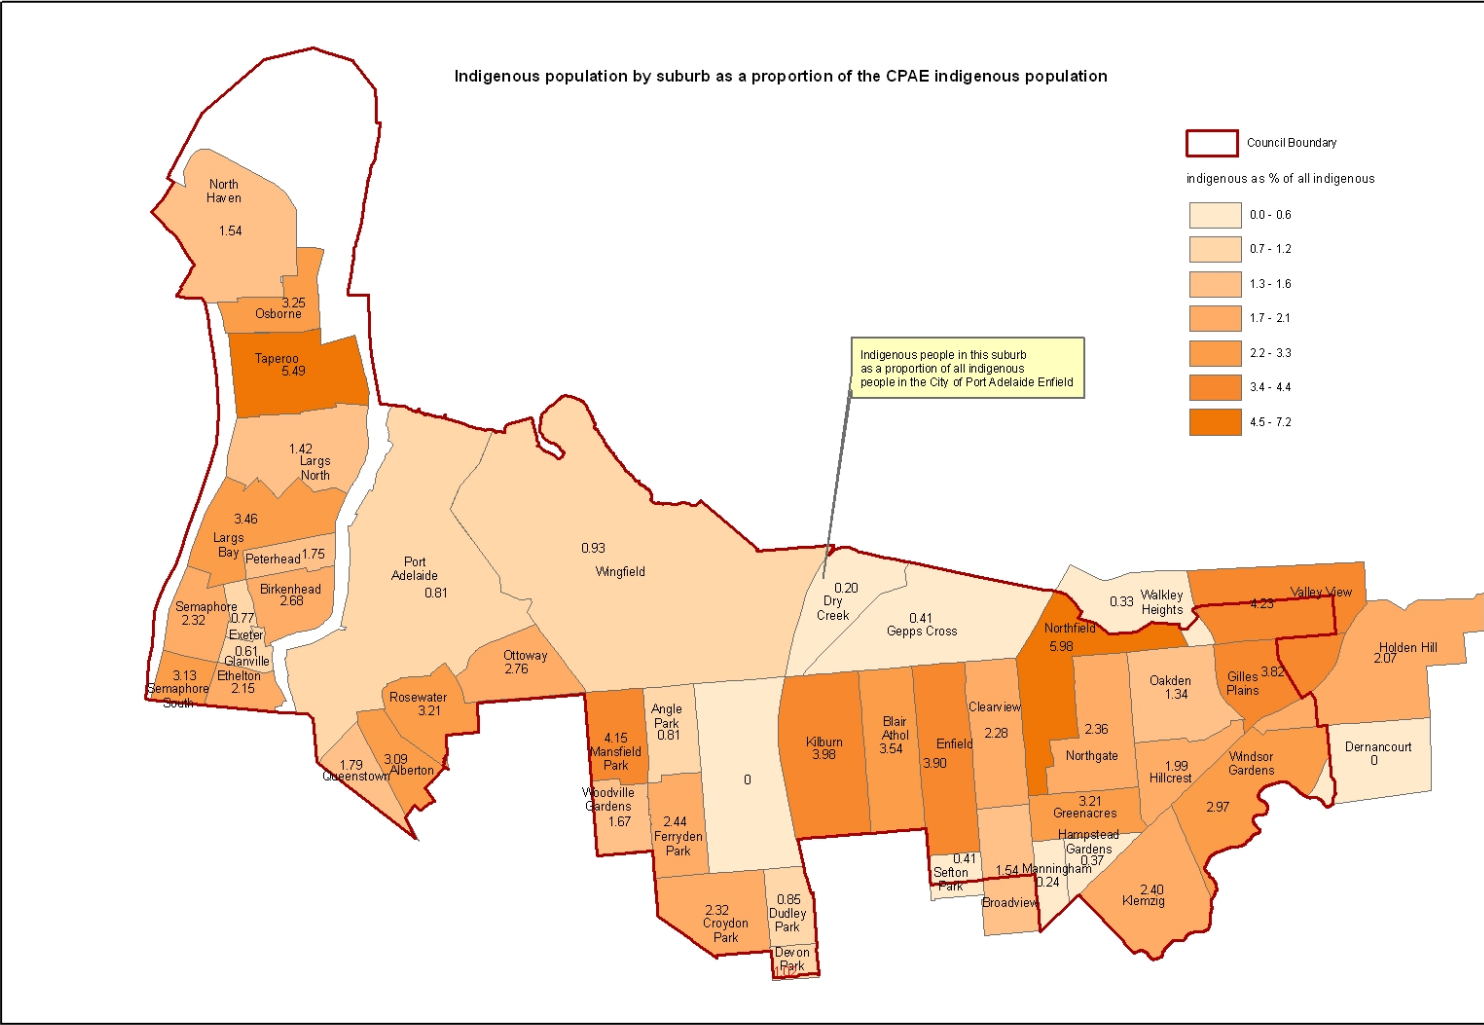 Indigenous population by suburb as a proportion of the CPAE indigenous population
Council Boundary
indigenous as % of all indigenous
0.0 - 0.6
0.7 - 1.2
1.3 - 1.6
1.7 - 2.1
2.2 - 3.3
3.4 - 4.4
4.5 - 7.2
Indigenous people in this suburb
as a proportion of all indigenous
people in the City of Port Adelaide Enfield
North
Haven
1.54
3.25
Osborne
Taperoo
5.49
1.42
Largs
North
3.46
Largs
Bay
Peterhead 1.75
Birkenhead
2.68
Semaphore
2.32
0.77
Exeter
0.61
Glanville
3.13
Semaphore
South
Ethelton
2.15
Port
Adelaide
0.81
0.93
Wingfield
Ottoway
2.76
Rosewater
3.21
3.09
Alberton
1.79
Queenstown
4.15
Mansfield
Park
Angle
Park
0.81
0
Woodville
Gardens
1.67
2.44
Ferryden
Park
2.32
Croydon
Park
0.85
Dudley
Park
Devon
Park
1.02
0.20
Dry
Creek
0.41
Gepps Cross
Kilburn
3.98
Blair
Athol
3.54
Enfield
3.90
Clearview
2.28
0.41
Sefton
Park
1.54
Broadview
Northfield
5.98
0.33
Walkley
Heights
4.23
Valley View
Holden Hill
2.07
Gilles
Plains
3.82
Oakden
1.34
2.36
Northgate
1.99
Hillcrest
Windsor
Gardens
2.97
Dernancourt
0
3.21
Greenacres
Hampstead
Gardens
0.37
Manningham
0.24
2.40
Klemzig